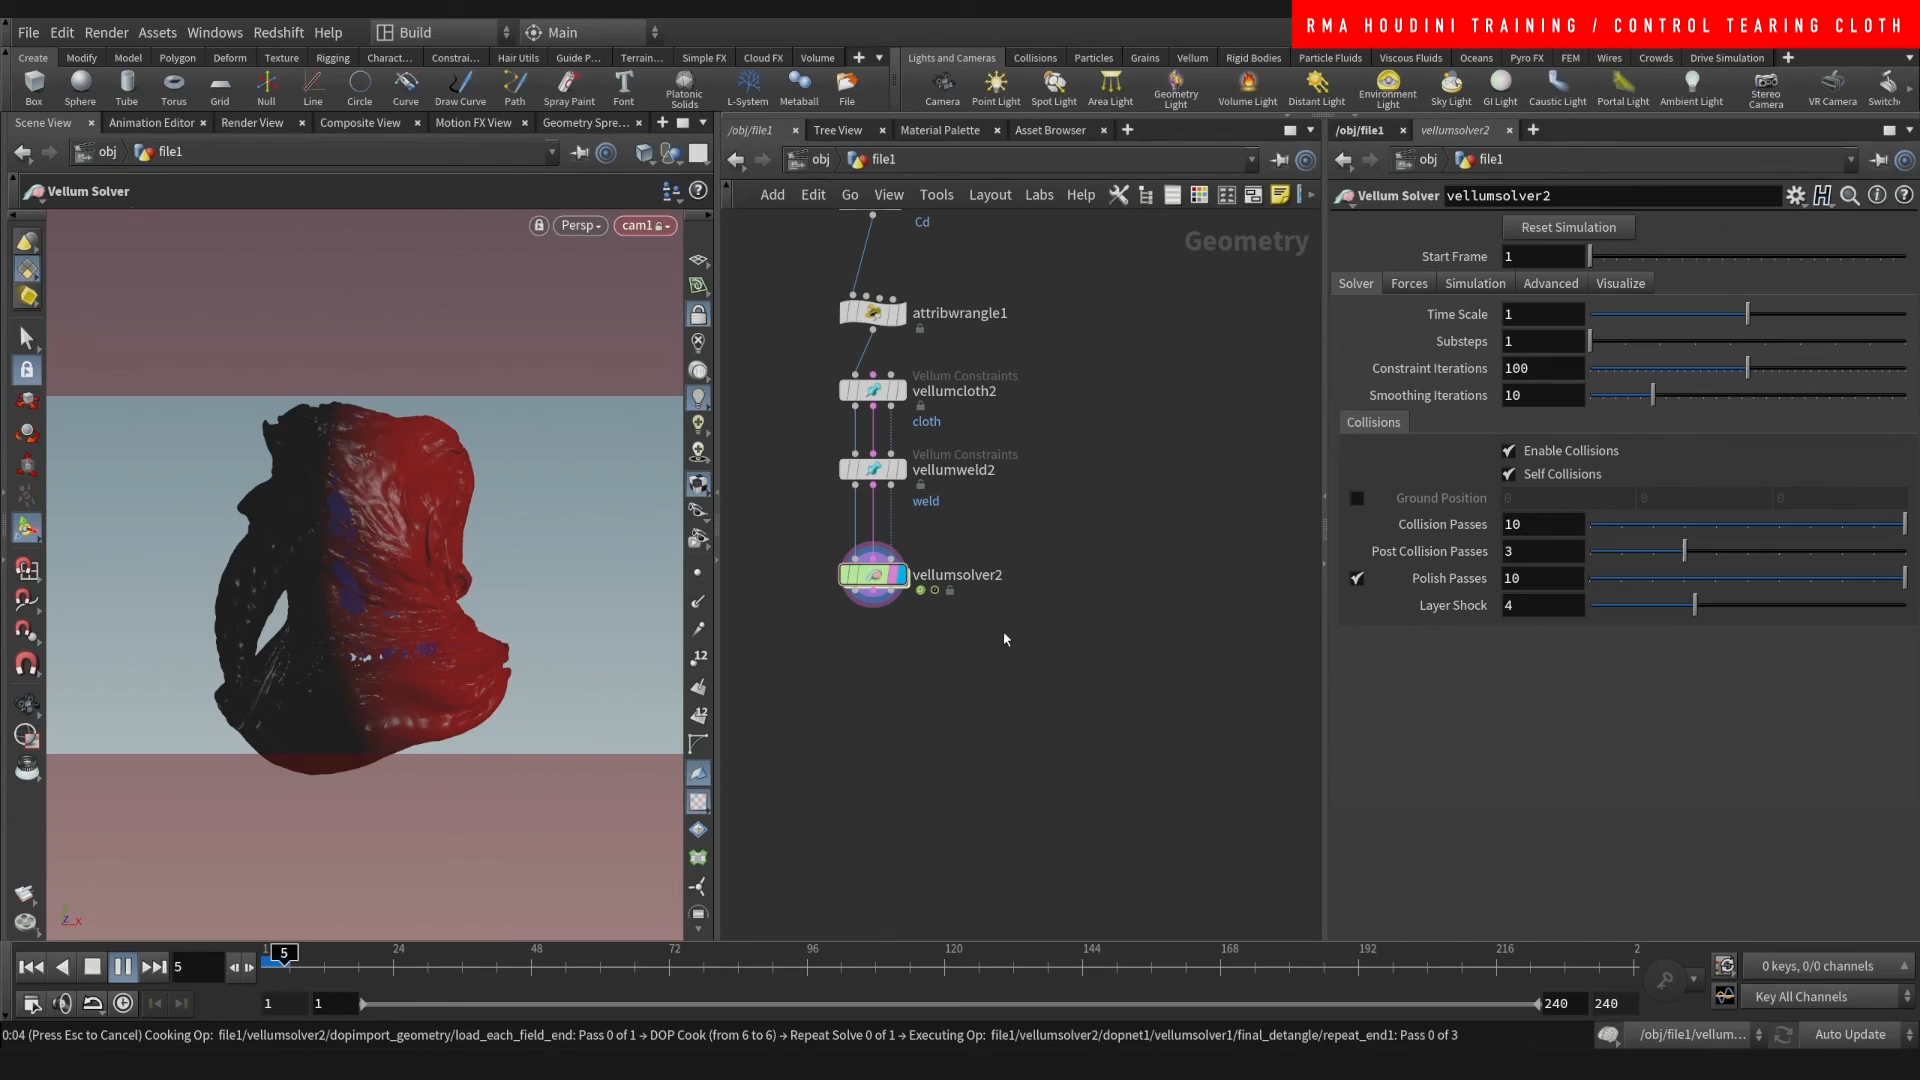 RMA HOUDINI TRAINING / CONTROL TEARING CLOTH
File Edit Render Assets Windows Redshift Help Build Main
Create Modify Model Polygon Deform Texture Rigging Charact... Constrai... Hair Utils Guide P... Terrain... Simple FX Cloud FX Volume
Lights and Cameras Collisions Particles Grains Vellum Rigid Bodies Particle Fluids Viscous Fluids Oceans Pyro FX FEM Wires Crowds Drive Simulation
Box Sphere Tube Torus Grid Null Line Circle Curve Draw Curve Path Spray Paint Font Platonic Solids L-System Metaball File
Camera Point Light Spot Light Area Light Geometry Light Volume Light Distant Light Environment Light Sky Light GI Light Caustic Light Portal Light Ambient Light Stereo Camera VR Camera Switch
Scene View Animation Editor Render View Composite View Motion FX View Geometry Spre...
/obj/file1 Tree View Material Palette Asset Browser
/obj/file1 vellumsolver2
obj file1
obj file1
obj file1
Vellum Solver
Persp cam1
12
12
z x
Add Edit Go View Tools Layout Labs Help
Geometry
Cd
attribwrangle1
Vellum Constraints
vellumcloth2
cloth
Vellum Constraints
vellumweld2
weld
vellumsolver2
Vellum Solver vellumsolver2
Reset Simulation
Start Frame 1
Solver Forces Simulation Advanced Visualize
Time Scale 1
Substeps 1
Constraint Iterations 100
Smoothing Iterations 10
Collisions
Enable Collisions
Self Collisions
Ground Position 0 0 0
Collision Passes 10
Post Collision Passes 3
Polish Passes 10
Layer Shock 4
5 1 5 24 48 72 96 120 144 168 192 216 2
0 keys, 0/0 channels
1 1 240 240
Key All Channels
0:04 (Press Esc to Cancel) Cooking Op: file1/vellumsolver2/dopimport_geometry/load_each_field_end: Pass 0 of 1 → DOP Cook (from 6 to 6) → Repeat Solve 0 of 1 → Executing Op: file1/vellumsolver2/dopnet1/vellumsolver1/final_detangle/repeat_end1: Pass 0 of 3
/obj/file1/vellum... Auto Update